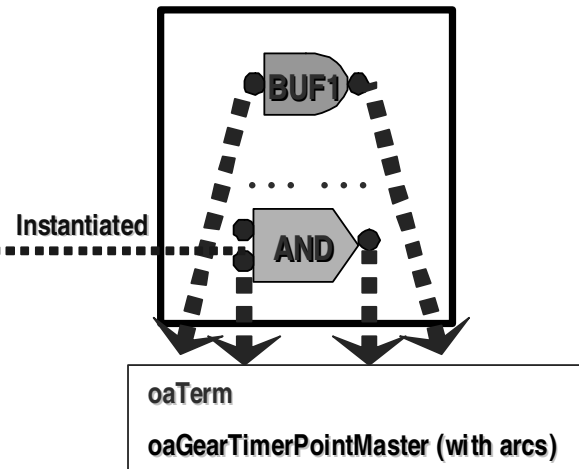 BUF1
... ...
Instantiated
AND
oaTerm
oaGearTimerPointMaster (with arcs)